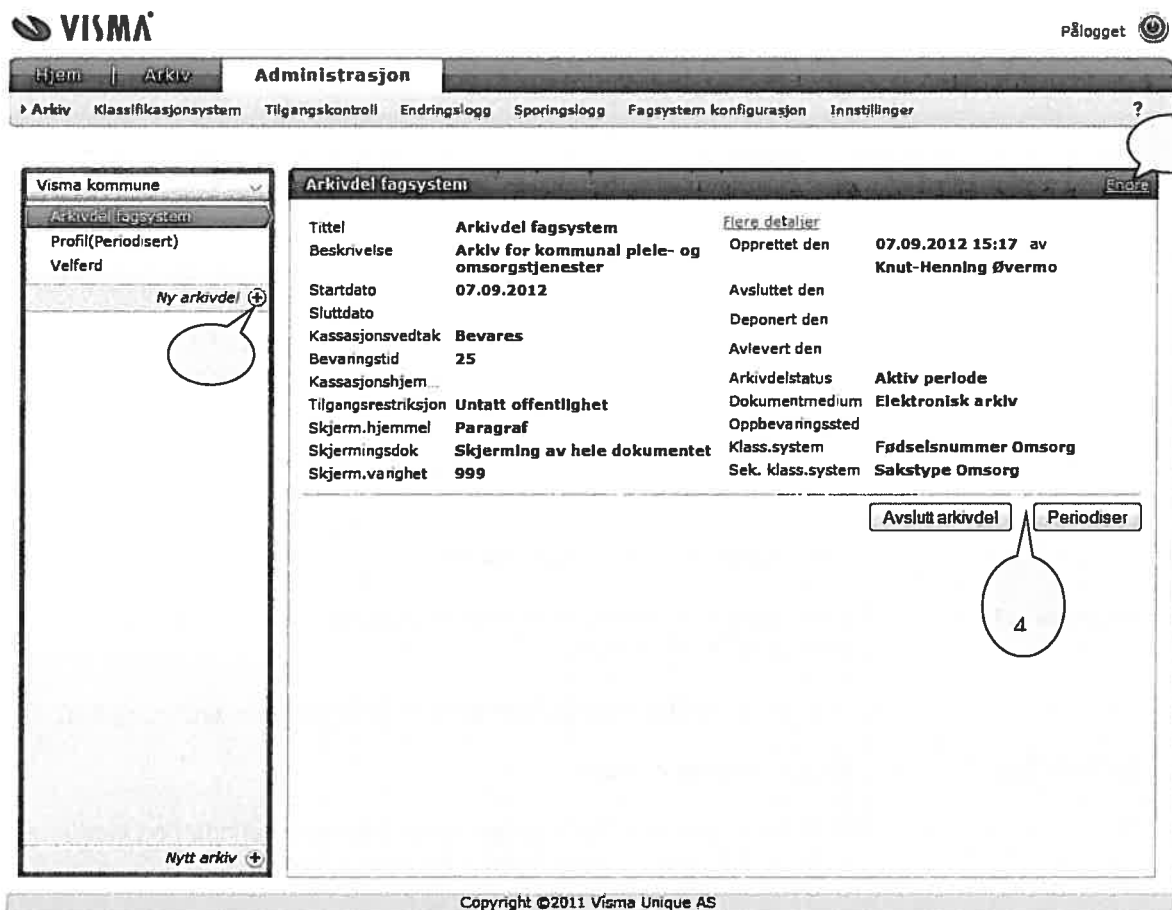 VISMA
Pålogget
Hjem | Arkiv Administrasjon
Arkiv Klassifikasjonsystem Tilgangskontroll Endringslogg Sporingslogg Fagsystem konfigurasjon Innstillinger ?
Visma kommune
Arkivdel fagsystem
Profil(Periodisert)
Velferd
Ny arkivdel
Nytt arkiv
Arkivdel fagsystem Endre
Tittel Arkivdel fagsystem
Beskrivelse Arkiv for kommunal pleie- og
omsorgstjenester
Startdato 07.09.2012
Sluttdato
Kassasjonsvedtak Bevares
Bevaringstid 25
Kassasjonshjem...
Tilgangsrestriksjon Untatt offentlighet
Skjerm.hjemmel Paragraf
Skjermingsdok Skjerming av hele dokumentet
Skjerm.varighet 999
Flere detaljer
Opprettet den 07.09.2012 15:17 av
Knut-Henning Øvermo
Avsluttet den
Deponert den
Avlevert den
Arkivdelstatus Aktiv periode
Dokumentmedium Elektronisk arkiv
Oppbevaringssted
Klass.system Fødselsnummer Omsorg
Sek. klass.system Sakstype Omsorg
Avslutt arkivdel Periodiser
4
Copyright ©2011 Visma Unique AS